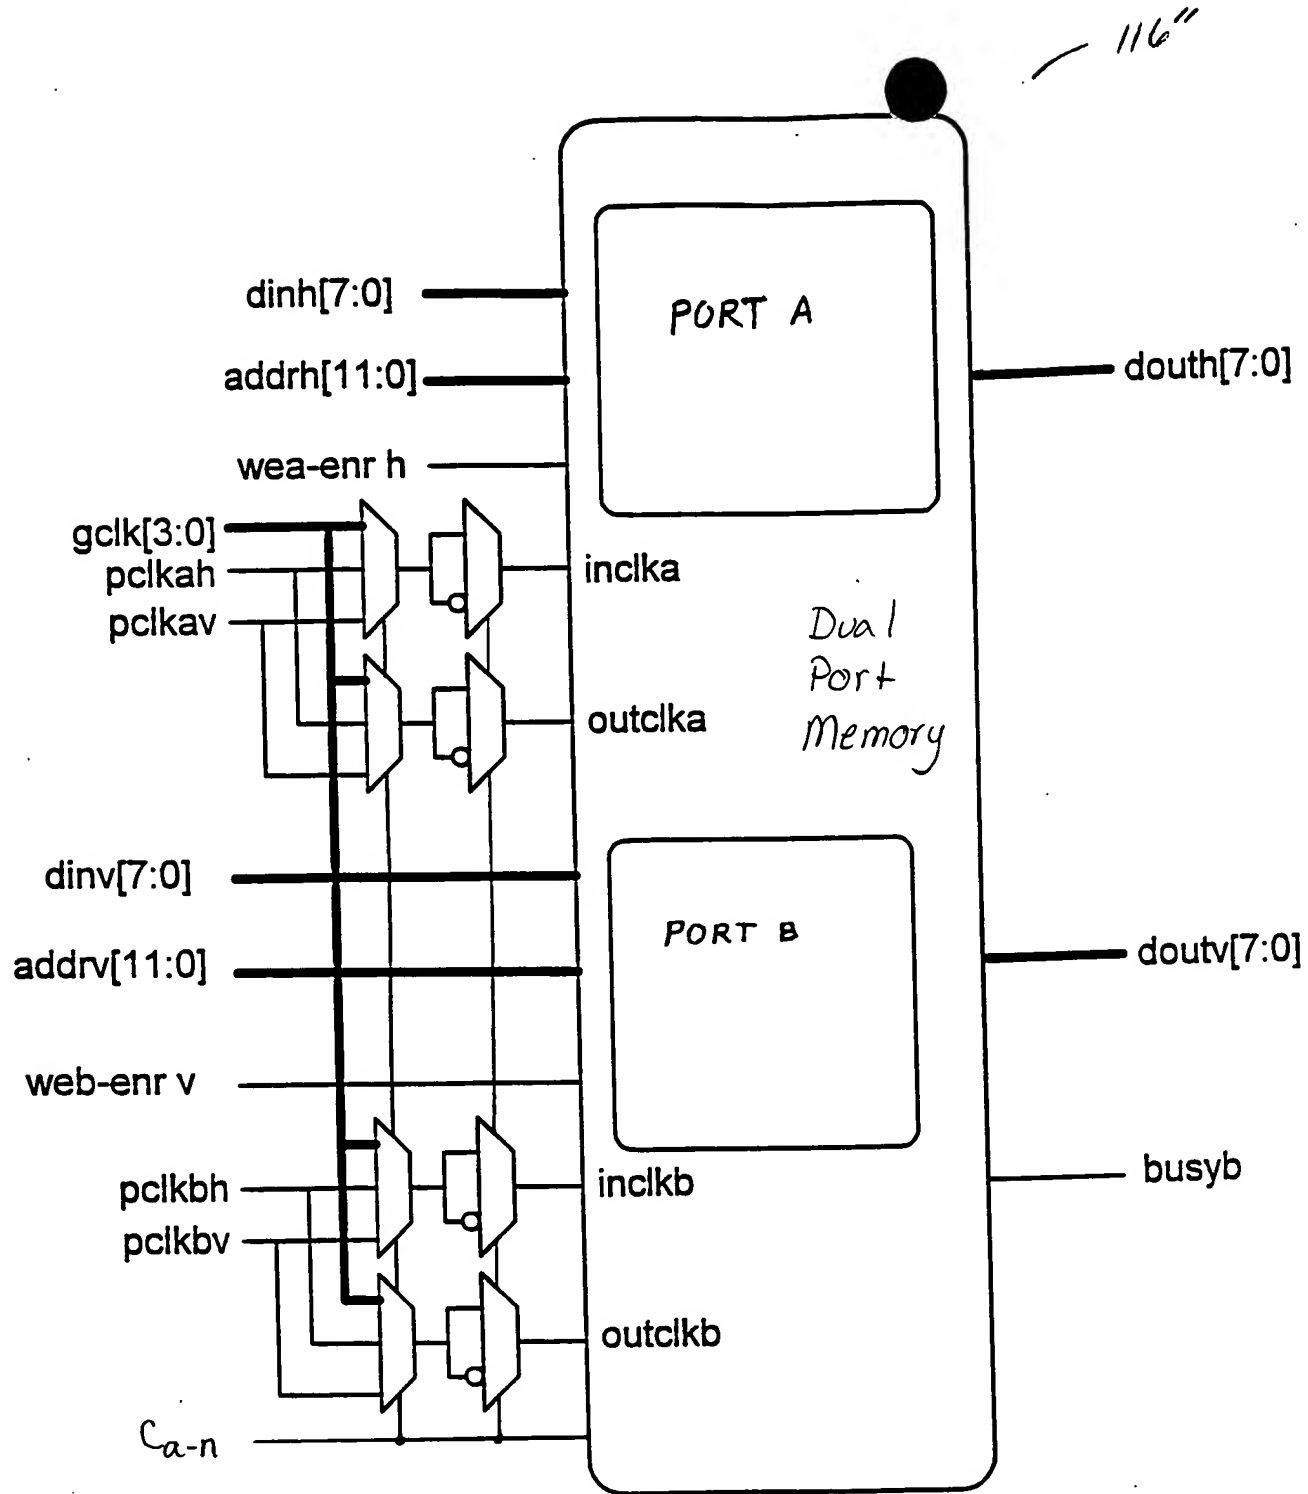 116"
dinh[7:0]
PORT A
addrh[11:0]
douth[7:0]
wea-enr h
gclk[3:0]
pclkah
inclka
pclkav
Dual
Port
Memory
outclka
dinv[7:0]
PORT B
addrv[11:0]
doutv[7:0]
web-enr v
pclkbh
inclkb
busyb
pclkbv
outclkb
Ca-n